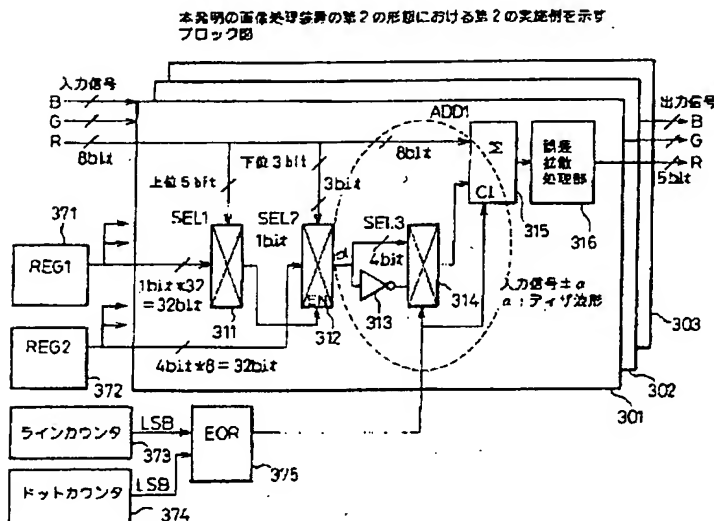 本発明の画像処理装置の第2の形態における第2の実施例を示す
ブロック図
入力信号
B
G
R
8bit
上位5bit
下位3bit
3bit
8bit
ADD1
出力信号
B
G
R
5bit
Σ
CI
315
誤差
拡散
処理部
316
371
REG1
SEL1
SEL2
1bit
SEL3
4bit
α
1bit*32
=32bit
311
EN
312
313
314
入力信号±α
α:ディザ波形
303
REG2
372
4bit*8=32bit
302
301
ラインカウンタ
LSB
373
EOR
375
ドットカウンタ
LSB
374